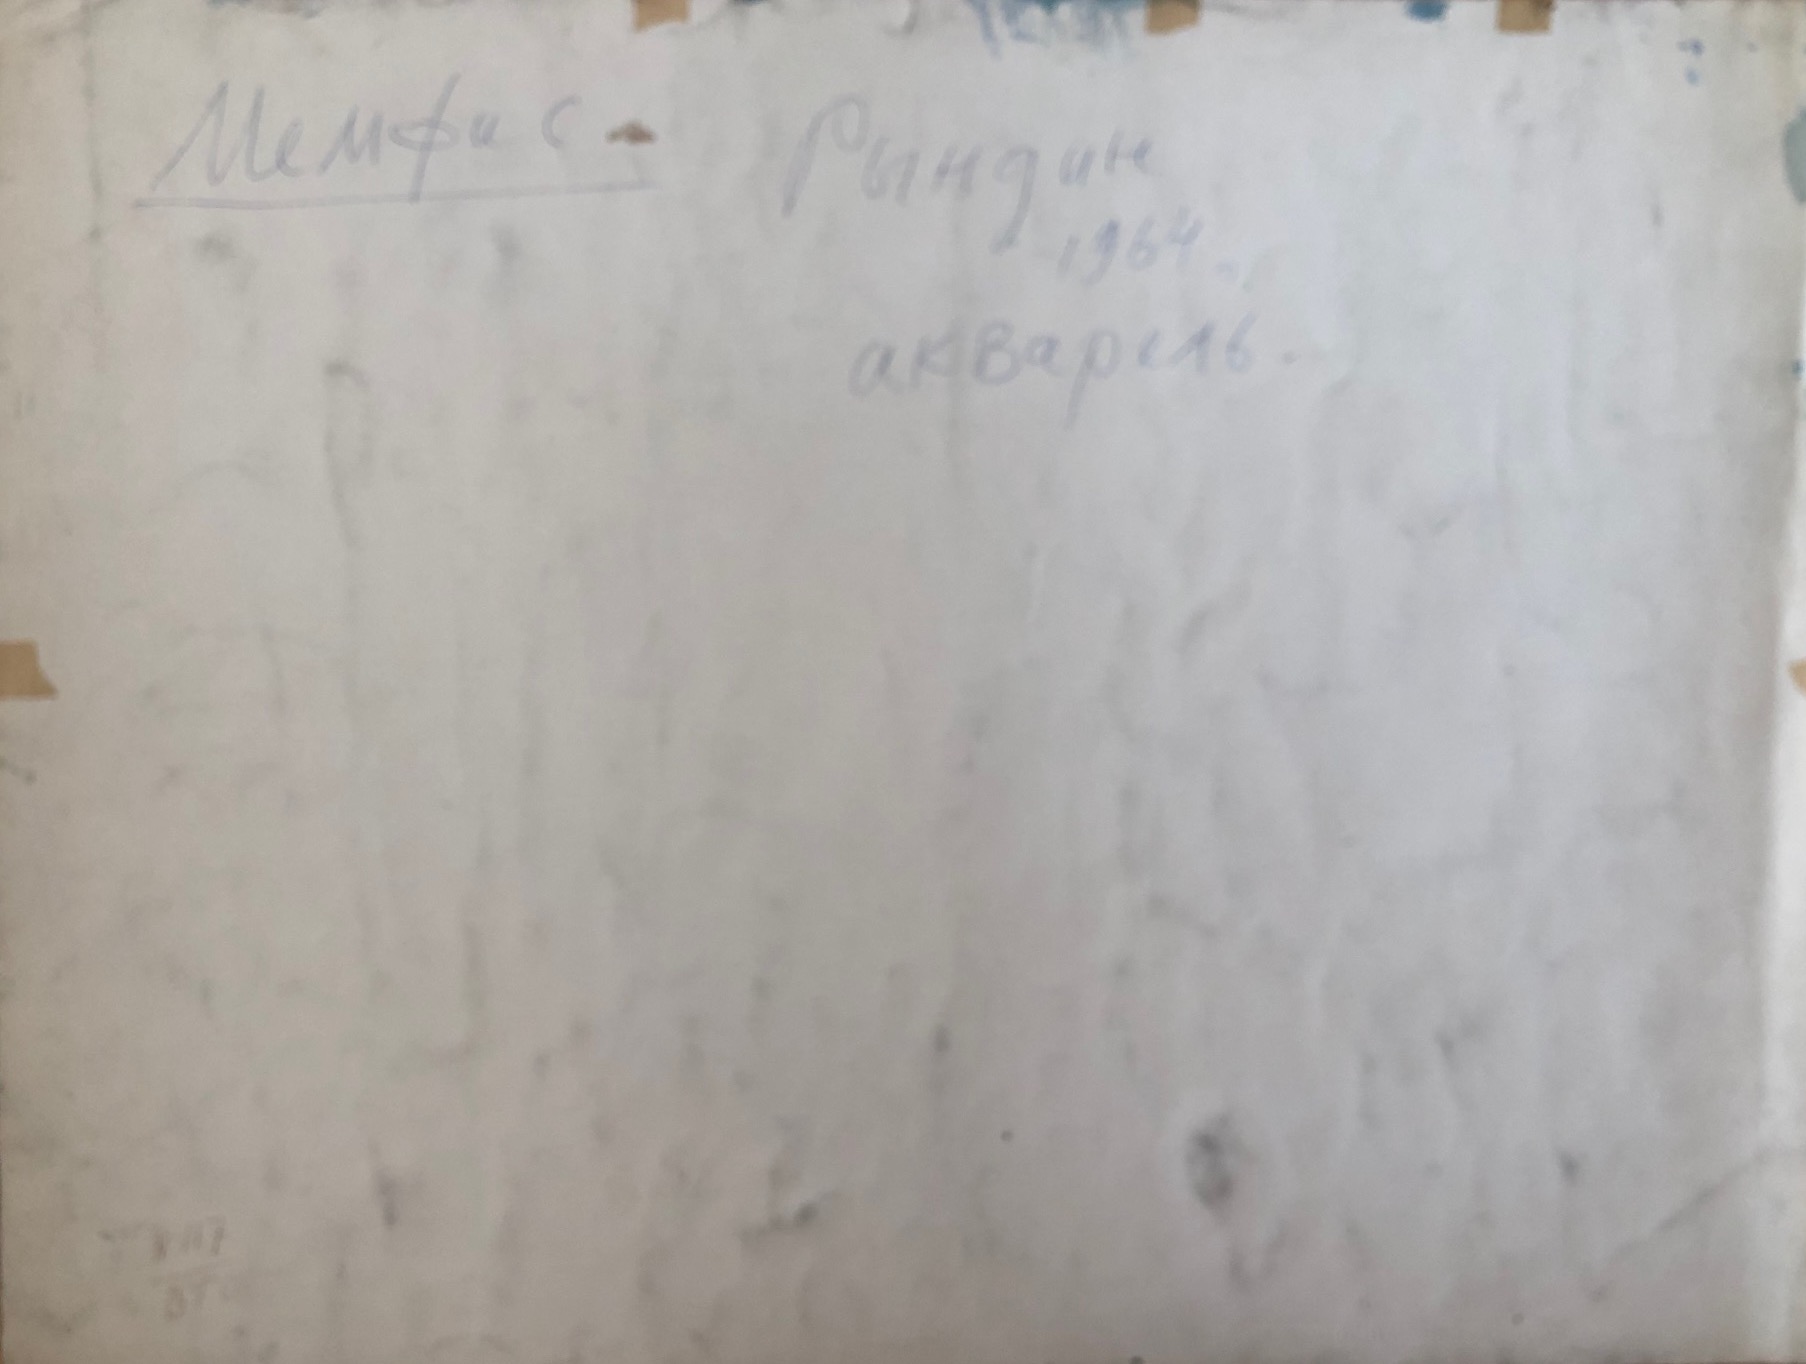 Мемфис - Рындин
1964.
акварель.